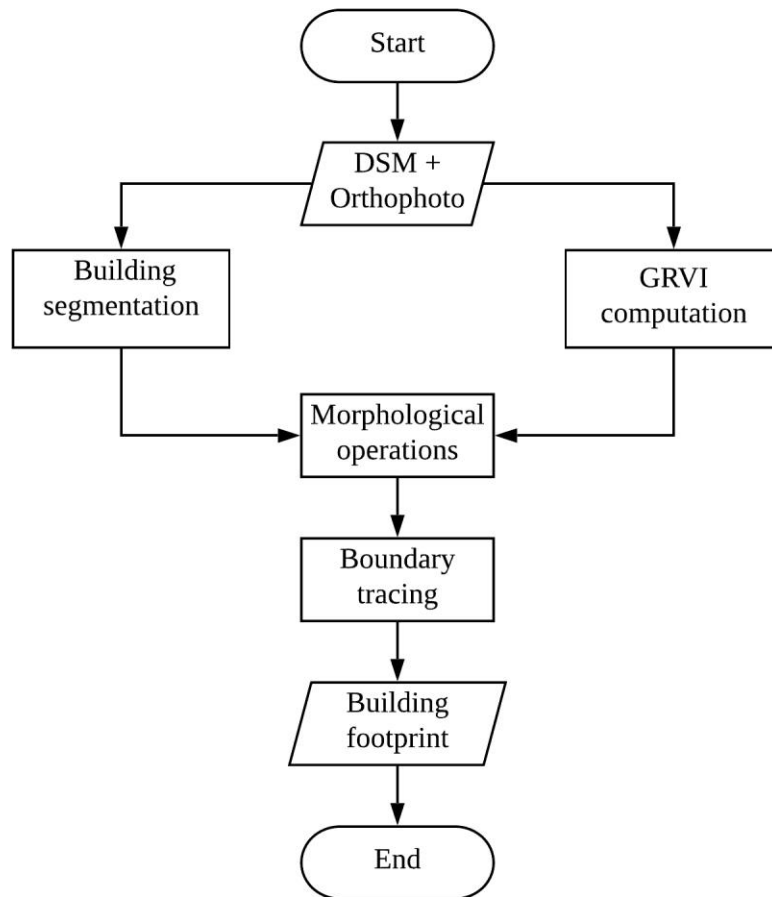 Start
DSM +
Orthophoto
Building
segmentation
GRVI
computation
Morphological
operations
Boundary
tracing
Building
footprint
End